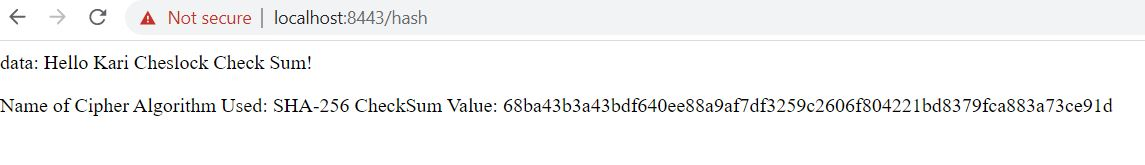 Not secure | localhost:8443/hash
data: Hello Kari Cheslock Check Sum!
Name of Cipher Algorithm Used: SHA-256 CheckSum Value: 68ba43b3a43bdf640ee88a9af7df3259c2606f804221bd8379fca883a73ce91d